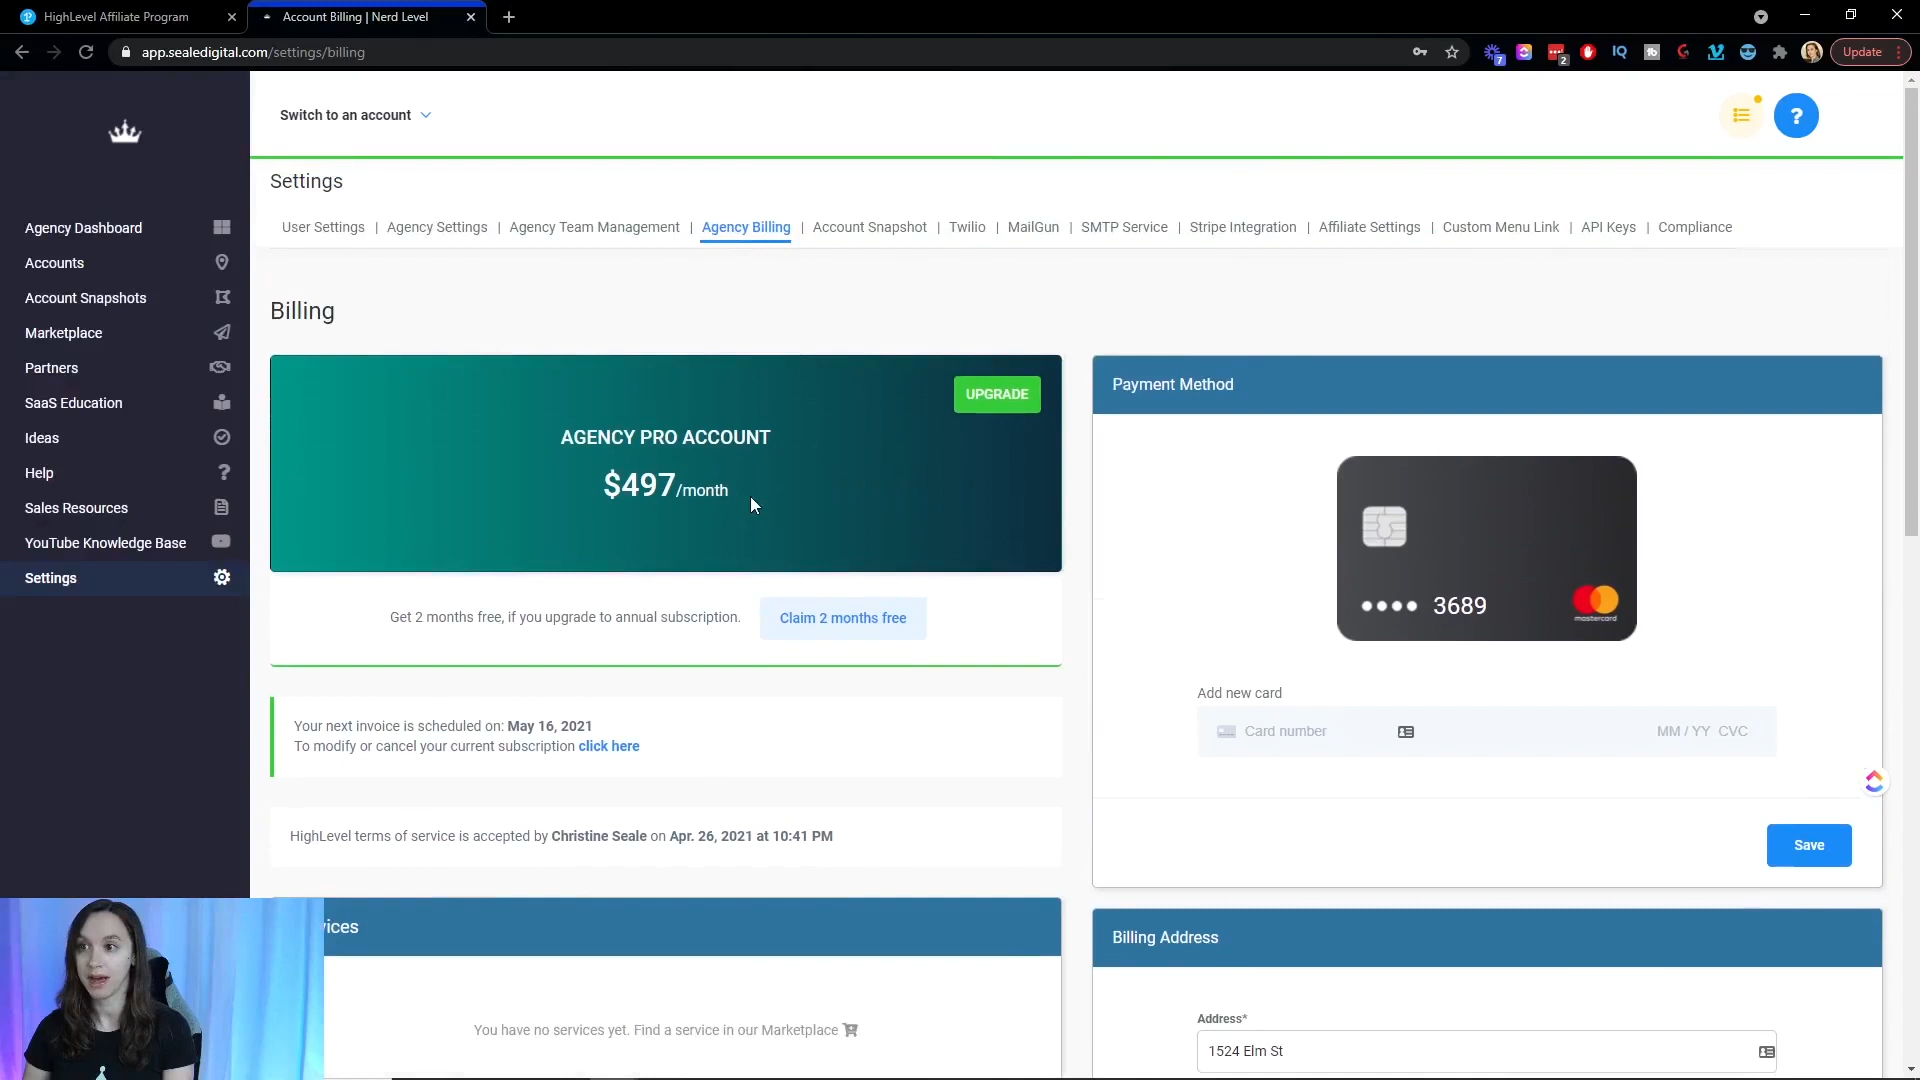 HighLevel Affiliate Program
Account Billing | Nerd Level
app.sealedigital.com/settings/billing
Update
7
2
IQ
Switch to an account
?
Settings
User Settings | Agency Settings | Agency Team Management | Agency Billing | Account Snapshot | Twilio | MailGun | SMTP Service | Stripe Integration | Affiliate Settings | Custom Menu Link | API Keys | Compliance
Agency Dashboard
Accounts
Account Snapshots
Marketplace
Partners
SaaS Education
Ideas
Help
Sales Resources
YouTube Knowledge Base
Settings
Billing
UPGRADE
AGENCY PRO ACCOUNT
$497/month
Get 2 months free, if you upgrade to annual subscription.
Claim 2 months free
Your next invoice is scheduled on: May 16, 2021
To modify or cancel your current subscription click here
HighLevel terms of service is accepted by Christine Seale on Apr. 26, 2021 at 10:41 PM
vices
You have no services yet. Find a service in our Marketplace
Payment Method
3689
mastercard
Add new card
Card number
MM / YY CVC
Save
Billing Address
Address*
1524 Elm St